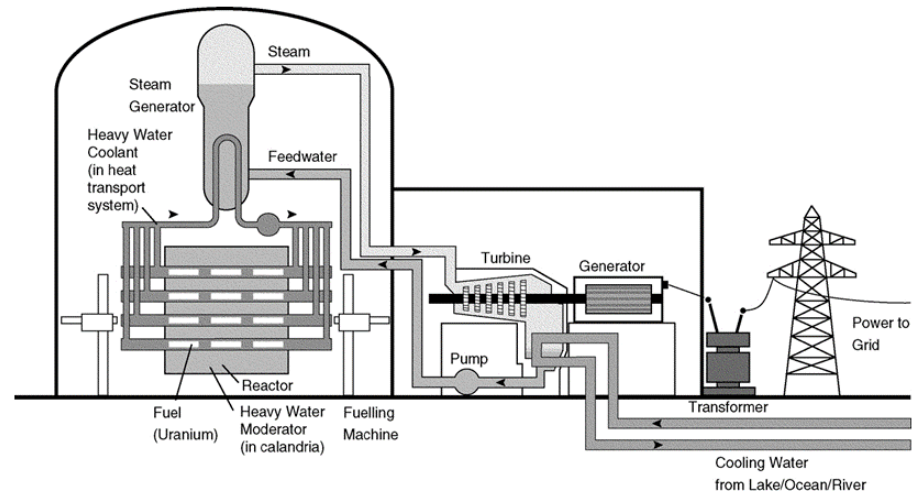 Steam
Steam
Generator
Heavy Water
Coolant
(in heat
transport
system)
Feedwater
Turbine
Generator
Power to
Grid
Pump
Reactor
Fuel
(Uranium)
Heavy Water
Moderator
(in calandria)
Fuelling
Machine
Transformer
Cooling Water
from Lake/Ocean/River